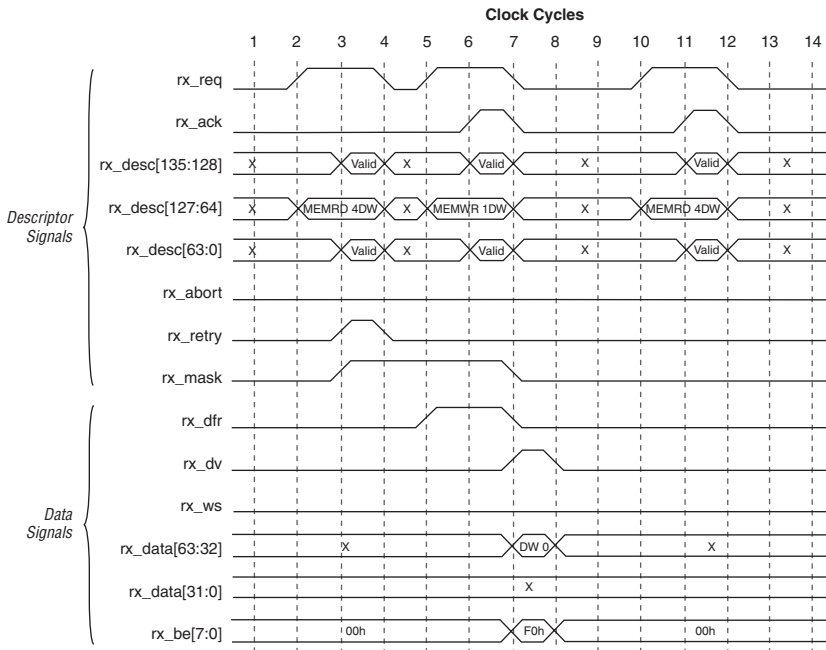 Clock Cycles
1 2 3 4 5 6 7 8 9 10 11 12 13 14
rx_req
rx_ack
rx_desc[135:128] X Valid X Valid X Valid X
Descriptor
Signals
rx_desc[127:64] X MEMRD 4DW X MEMWR 1DW X MEMRD 4DW X
rx_desc[63:0] X Valid X Valid X Valid X
rx_abort
rx_retry
rx_mask
rx_dfr
rx_dv
Data
Signals
rx_ws
rx_data[63:32] X DW 0 X
rx_data[31:0] X
rx_be[7:0] 00h F0h 00h